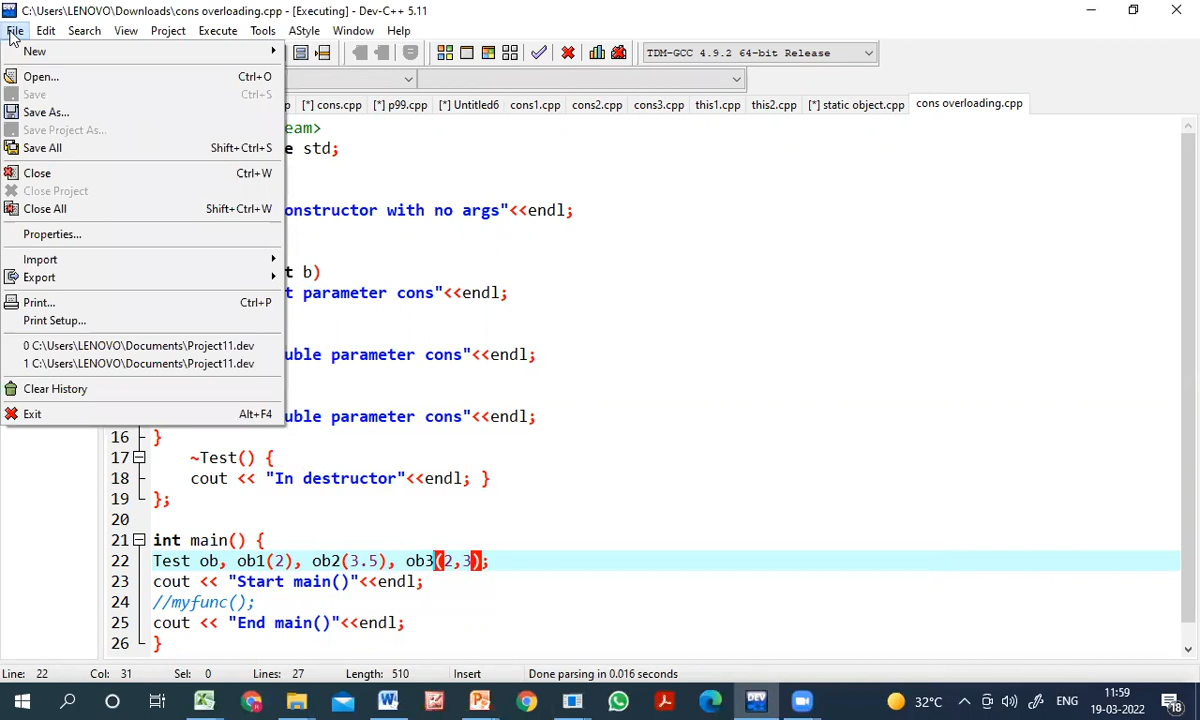 C:\Users\LENOVO\Downloads\cons overloading.cpp - [Executing] - Dev-C++ 5.11
File Edit Search View Project Execute Tools AStyle Window Help
TDM-GCC 4.9.2 64-bit Release
New
Open... Ctrl+O
Save Ctrl+S
Save As...
Save Project As...
Save All Shift+Ctrl+S
Close Ctrl+W
Close Project
Close All Shift+Ctrl+W
Properties...
Import
Export
Print... Ctrl+P
Print Setup...
0 C:\Users\LENOVO\Documents\Project11.dev
1 C:\Users\LENOVO\Documents\Project11.dev
Clear History
Exit Alt+F4
p [*] cons.cpp [*] p99.cpp [*] Untitled6 cons1.cpp cons2.cpp cons3.cpp this1.cpp this2.cpp [*] static object.cpp cons overloading.cpp
eam>
e std;
onstructor with no args"<<endl;
t b)
t parameter cons"<<endl;
uble parameter cons"<<endl;
uble parameter cons"<<endl;
16 }
17 ~Test() {
18 cout << "In destructor"<<endl; }
19 };
20
21 int main() {
22 Test ob, ob1(2), ob2(3.5), ob3(2,3);
23 cout << "Start main()"<<endl;
24 //myfunc();
25 cout << "End main()"<<endl;
26 }
Line: 22 Col: 31 Sel: 0 Lines: 27 Length: 510 Insert Done parsing in 0.016 seconds
32°C ENG 11:59
19-03-2022 18